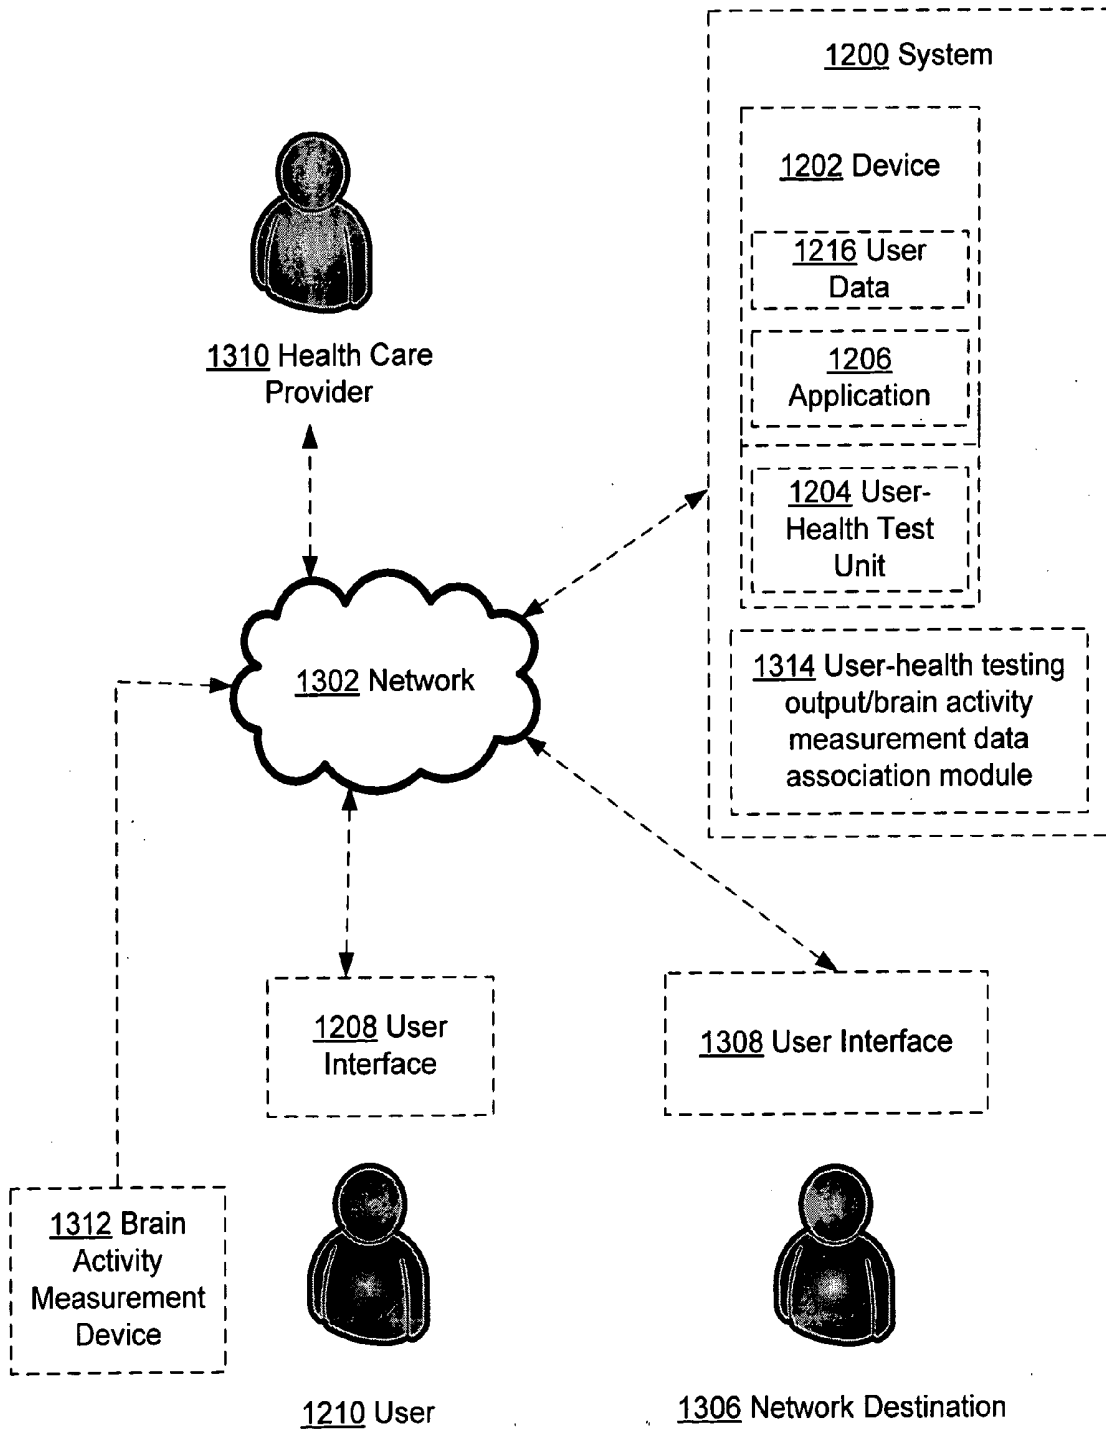 1200 System
1202 Device
1216 User
Data
1206
Application
1204 User-
Health Test
Unit
1314 User-health testing
output/brain activity
measurement data
association module
1310 Health Care
Provider
1302 Network
1208 User
Interface
1308 User Interface
1312 Brain
Activity
Measurement
Device
1210 User
1306 Network Destination